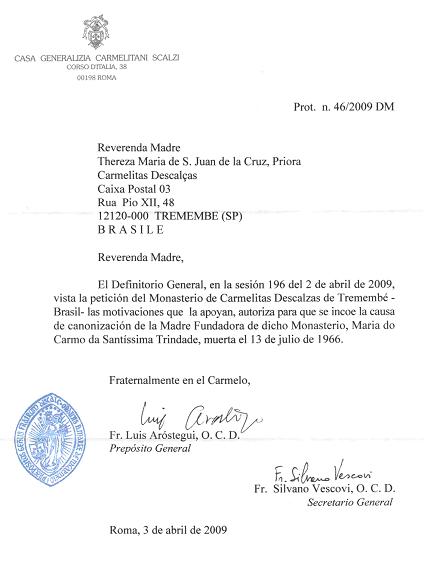 CASA GENERALIZIA CARMELITANI SCALZI
CORSO D'ITALIA, 38
00198 ROMA
Prot. n. 46/2009 DM
Reverenda Madre
Thereza Maria de S. Juan de la Cruz, Priora
Carmelitas Descalças
Caixa Postal 03
Rua Pio XII, 48
12120-000 TREMEMBE (SP)
B R A S I L E
Reverenda Madre,
El Definitorio General, en la sesión 196 del 2 de abril de 2009,
vista la petición del Monasterio de Carmelitas Descalzas de Tremembé -
Brasil- las motivaciones que la apoyan, autoriza para que se incoe la causa
de canonización de la Madre Fundadora de dicho Monasterio, Maria do
Carmo da Santíssima Trindade, muerta el 13 de julio de 1966.
Fraternalmente en el Carmelo,
Fr. Luis Aróstegui, O. C. D.
Prepósito General
Fr. Silvano Vescovi
Fr. Silvano Vescovi, O. C. D.
Secretario General
Roma, 3 de abril de 2009